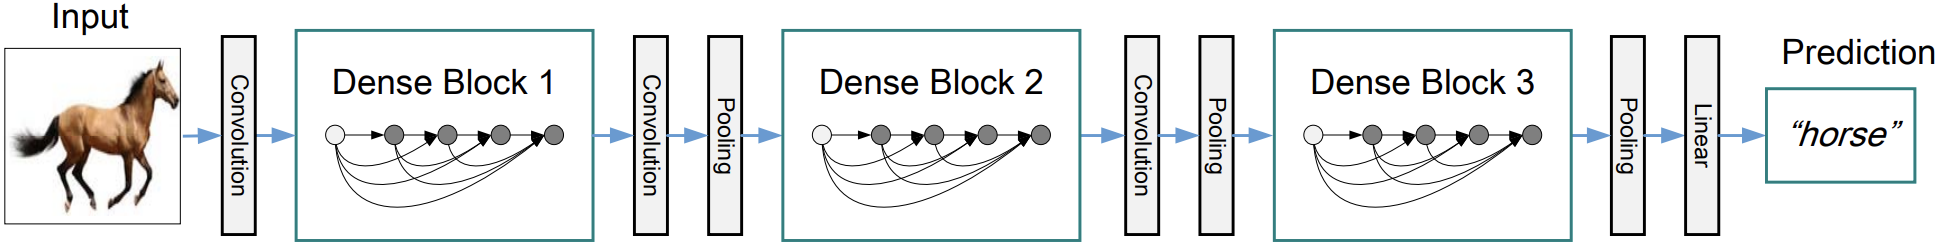 Input
Convolution
Dense Block 1
Convolution
Pooling
Dense Block 2
Convolution
Pooling
Dense Block 3
Pooling
Linear
Prediction
“horse”